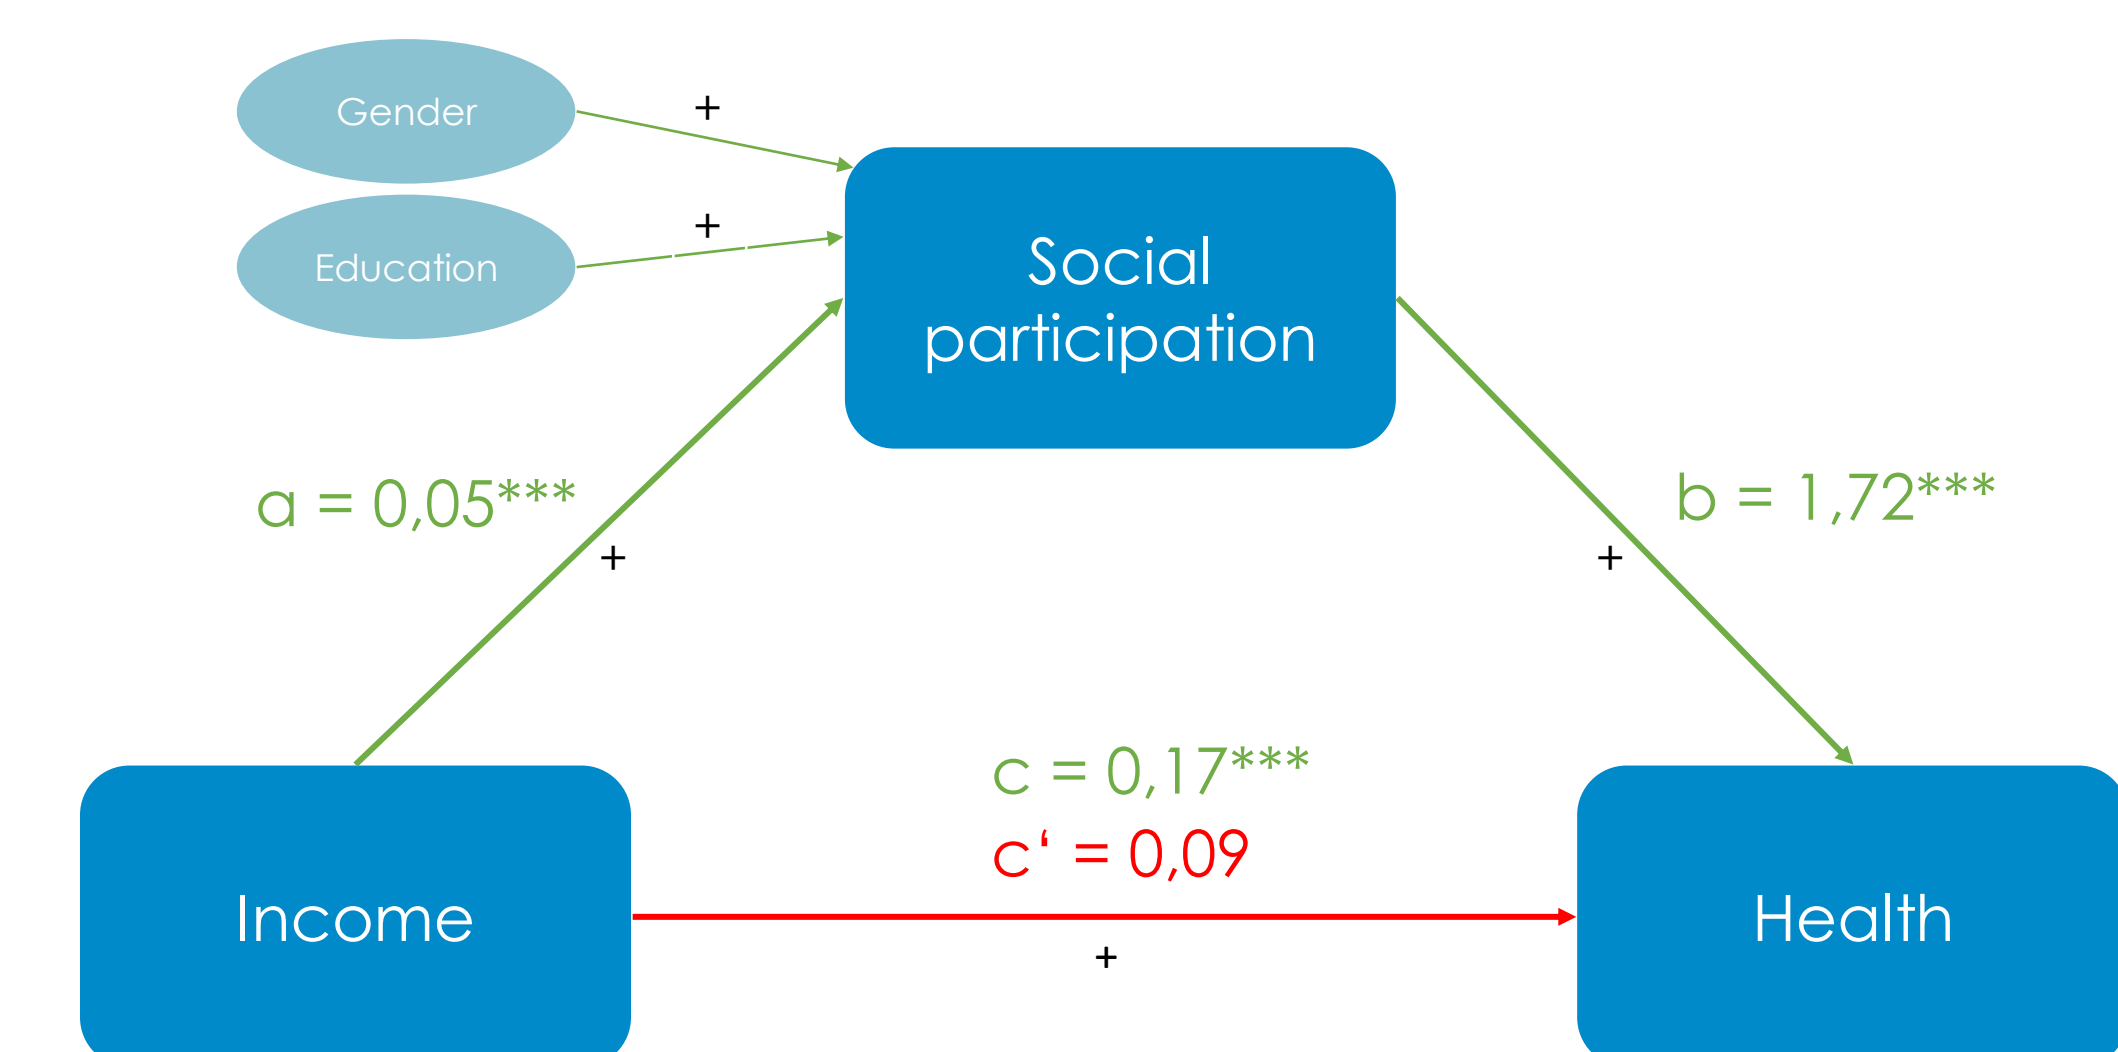 Gender
+
Education
+
Social
participation
a = 0,05***
+
b = 1,72***
+
c = 0,17***
c‘ = 0,09
Income
+
Health